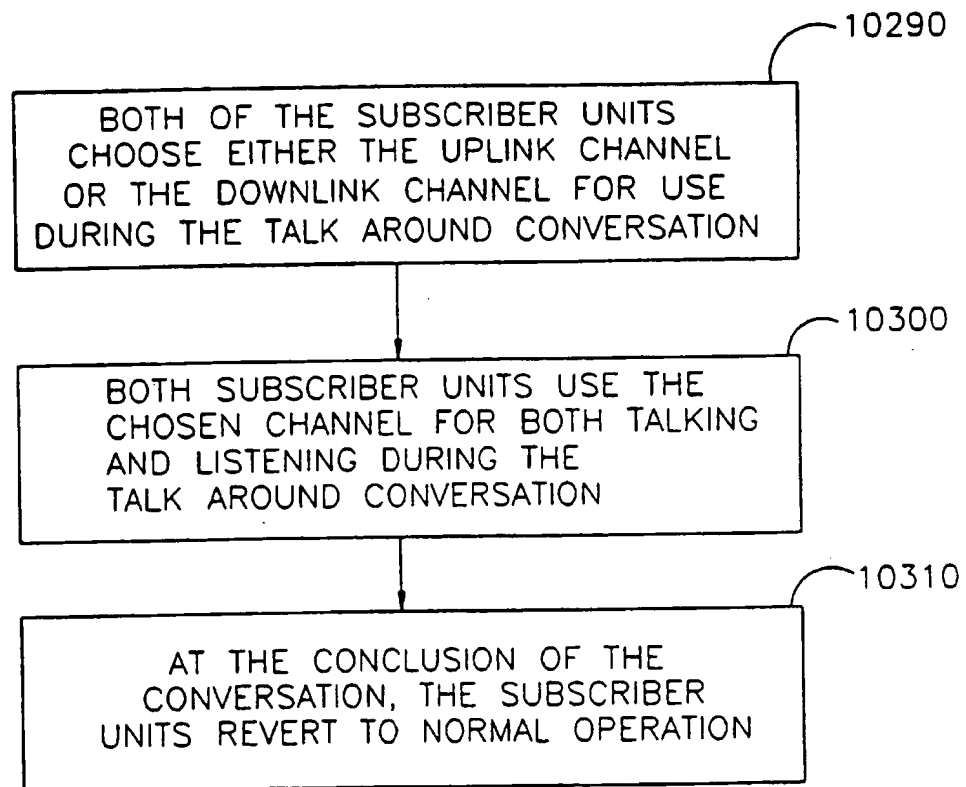 10290
BOTH OF THE SUBSCRIBER UNITS
CHOOSE EITHER THE UPLINK CHANNEL
OR THE DOWNLINK CHANNEL FOR USE
DURING THE TALK AROUND CONVERSATION
10300
BOTH SUBSCRIBER UNITS USE THE
CHOSEN CHANNEL FOR BOTH TALKING
AND LISTENING DURING THE
TALK AROUND CONVERSATION
10310
AT THE CONCLUSION OF THE
CONVERSATION, THE SUBSCRIBER
UNITS REVERT TO NORMAL OPERATION